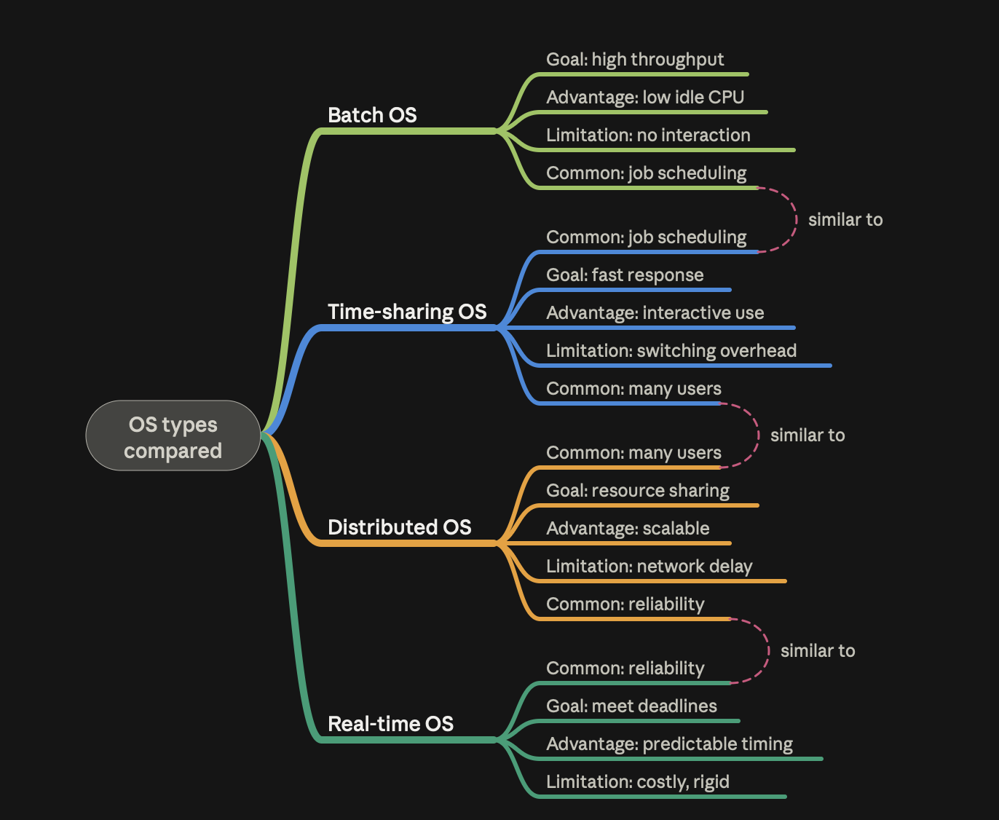 Goal: high throughput
Advantage: low idle CPU
Batch OS
Limitation: no interaction
Common: job scheduling
similar to
Common: job scheduling
Goal: fast response
Time-sharing OS
Advantage: interactive use
Limitation: switching overhead
Common: many users
OS types
compared
similar to
Common: many users
Goal: resource sharing
Distributed OS
Advantage: scalable
Limitation: network delay
Common: reliability
similar to
Common: reliability
Goal: meet deadlines
Real-time OS
Advantage: predictable timing
Limitation: costly, rigid